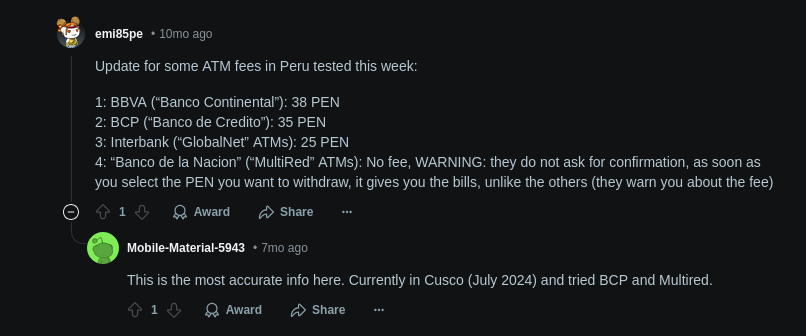 emi85pe • 10mo ago
Update for some ATM fees in Peru tested this week:
1: BBVA (“Banco Continental”): 38 PEN
2: BCP (“Banco de Credito”): 35 PEN
3: Interbank (“GlobalNet” ATMs): 25 PEN
4: “Banco de la Nacion” (“MultiRed” ATMs): No fee, WARNING: they do not ask for confirmation, as soon as
you select the PEN you want to withdraw, it gives you the bills, unlike the others (they warn you about the fee)
1 Award Share ...
Mobile-Material-5943 • 7mo ago
This is the most accurate info here. Currently in Cusco (July 2024) and tried BCP and Multired.
1 Award Share ...